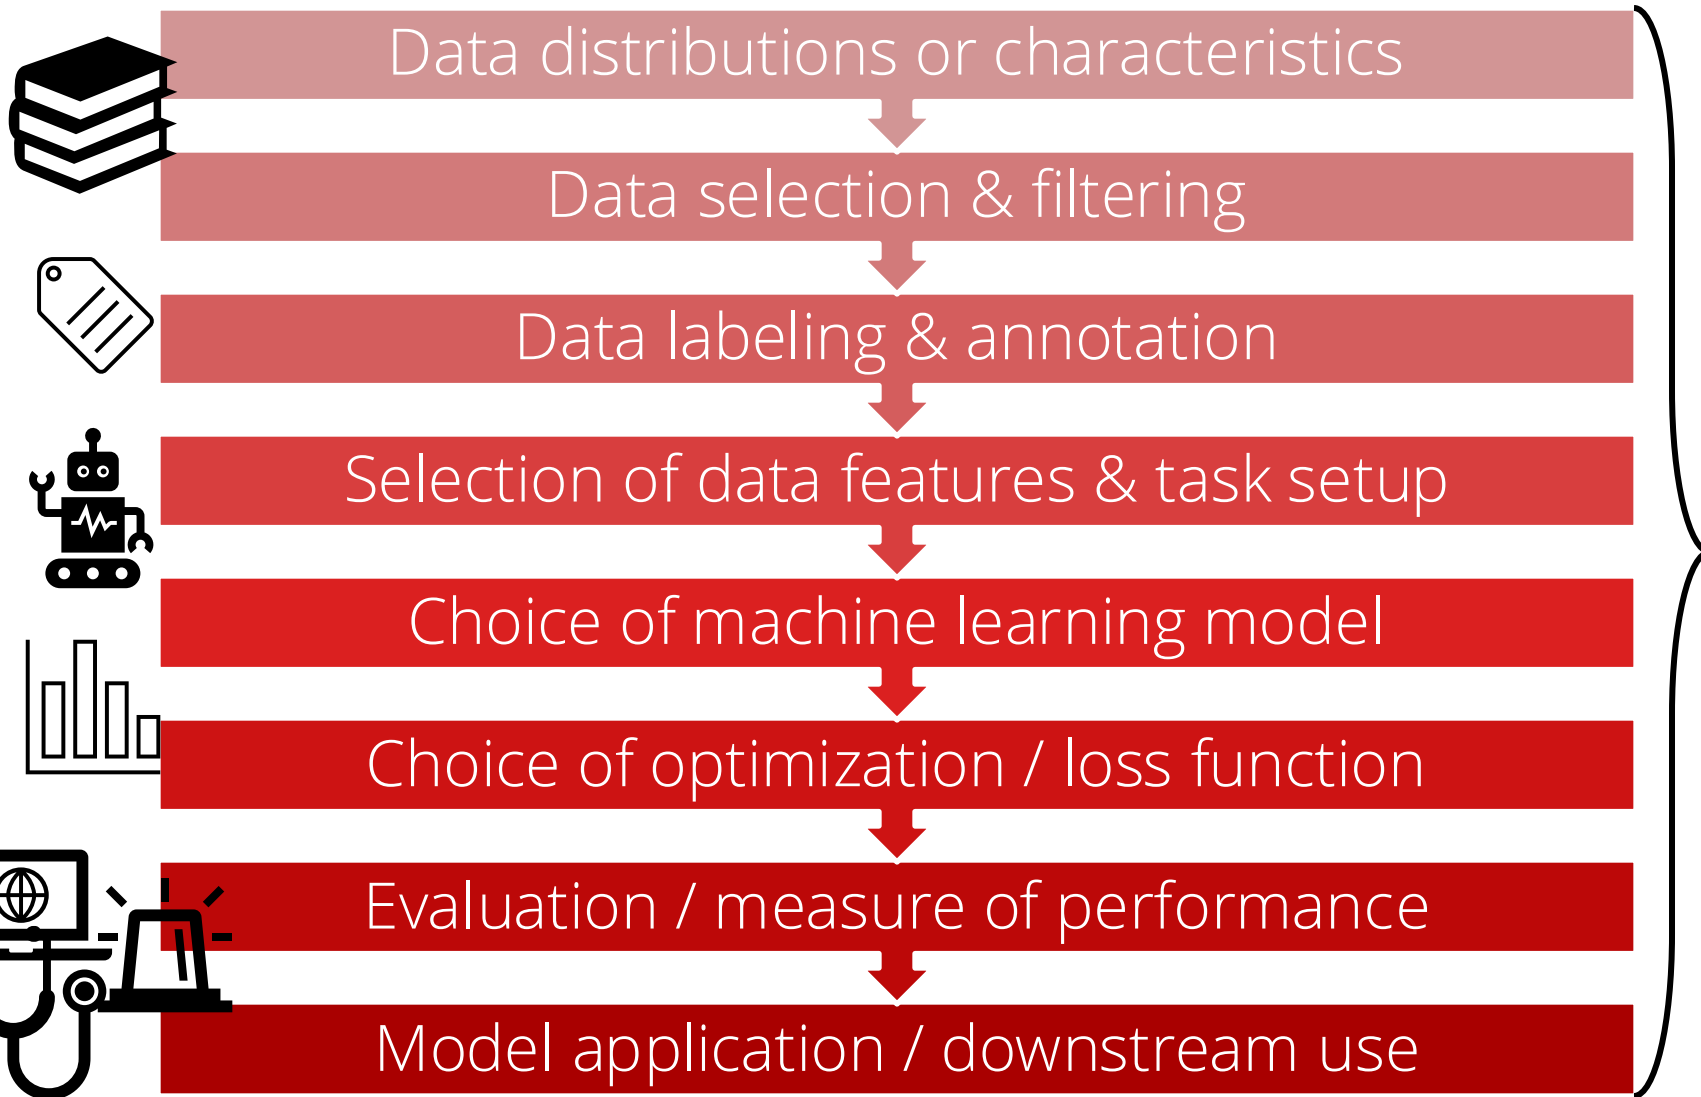 Data distributions or characteristics
Data selection & filtering
Data labeling & annotation
Selection of data features & task setup
Choice of machine learning model
Choice of optimization / loss function
Evaluation / measure of performance
Model application / downstream use